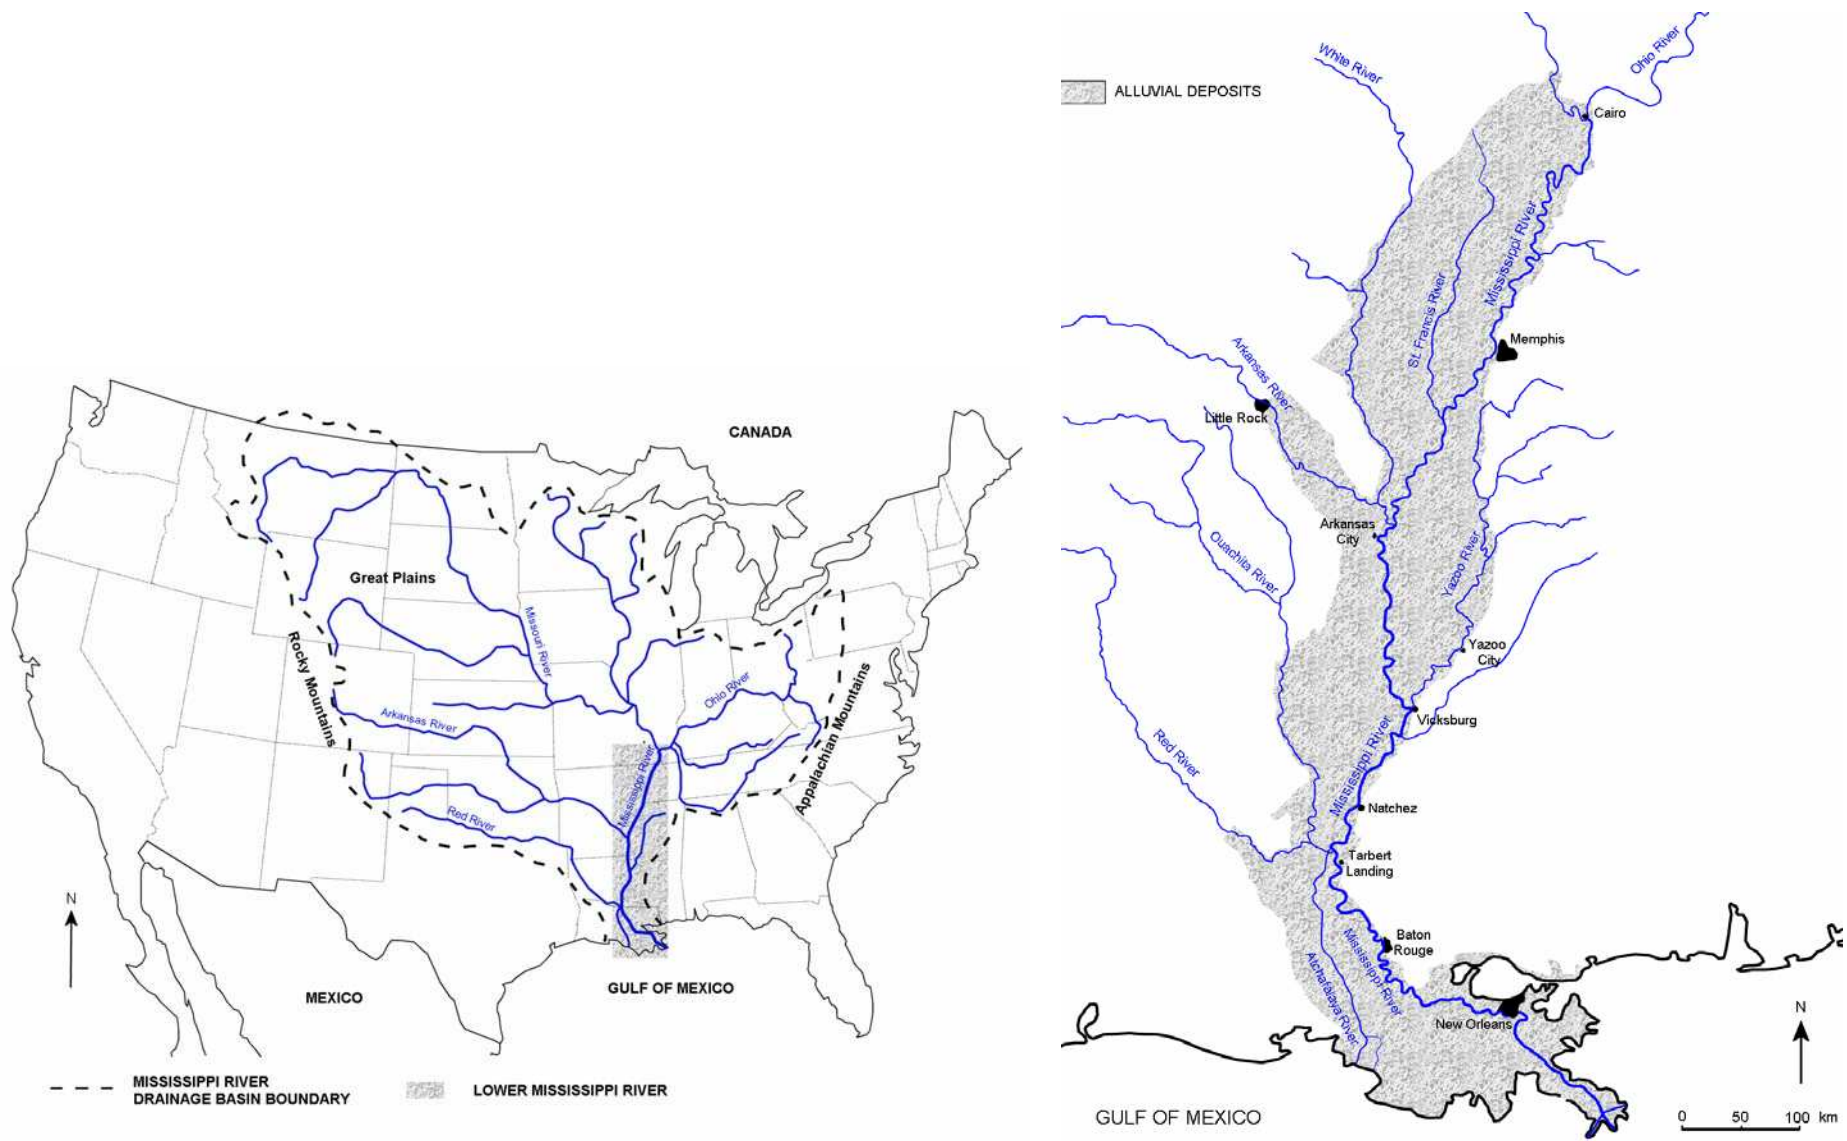 CANADA
Great Plains
Missouri River
Rocky Mountains
Arkansas River
Ohio River
Appalachian Mountains
Mississippi River
Red River
N
MEXICO
GULF OF MEXICO
MISSISSIPPI RIVER
DRAINAGE BASIN BOUNDARY
LOWER MISSISSIPPI RIVER
White River
Ohio River
ALLUVIAL DEPOSITS
Cairo
Mississippi River
St. Francis River
Memphis
Arkansas River
Little Rock
Arkansas
City
Ouachita River
Yazoo River
Yazoo
City
Vicksburg
Red River
Mississippi River
Natchez
Tarbert
Landing
Baton
Rouge
Mississippi River
Atchafalaya River
New Orleans
N
GULF OF MEXICO
0 50 100 km